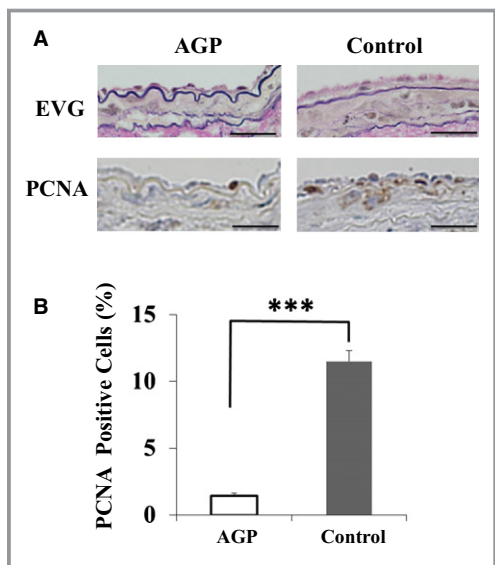 A
AGP Control
EVG
PCNA
B
***
PCNA Positive Cells (%)
15
10
5
0
AGP Control